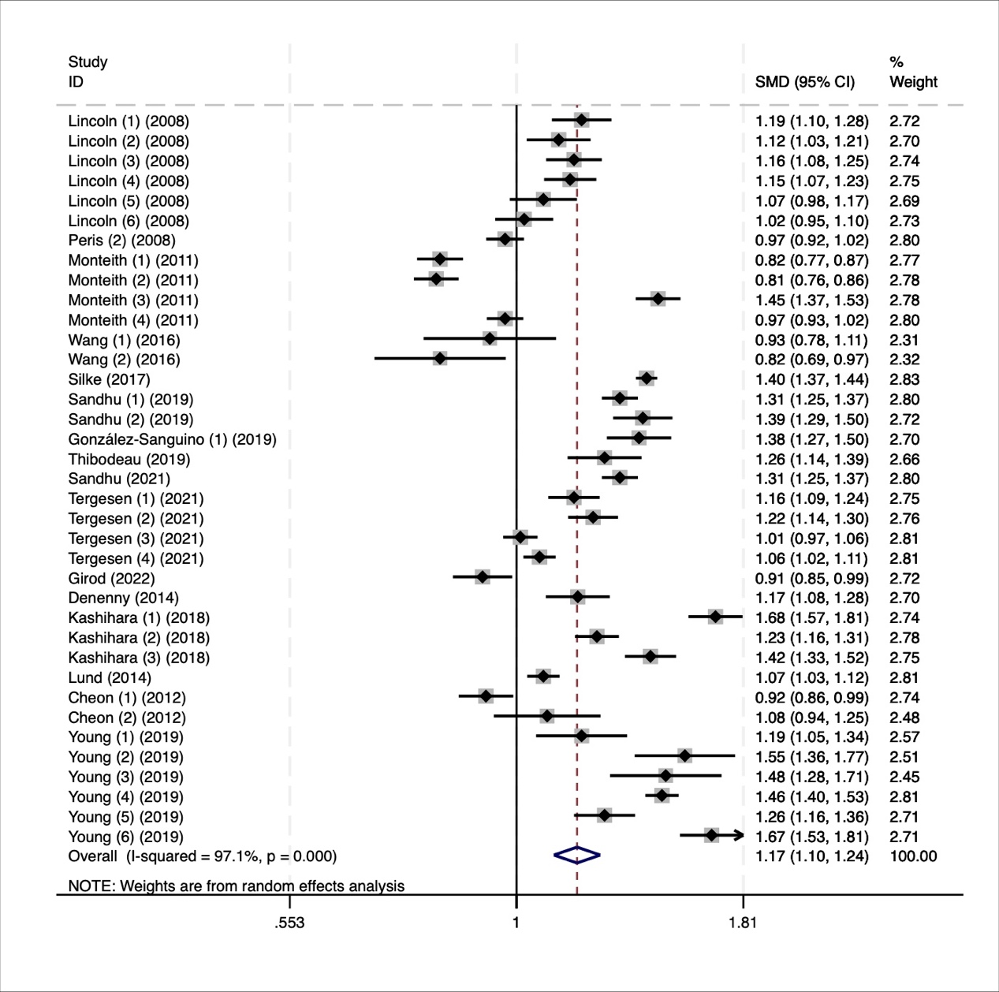 Study %
ID SMD (95% CI) Weight
Lincoln (1) (2008) 1.19 (1.10, 1.28) 2.72
Lincoln (2) (2008) 1.12 (1.03, 1.21) 2.70
Lincoln (3) (2008) 1.16 (1.08, 1.25) 2.74
Lincoln (4) (2008) 1.15 (1.07, 1.23) 2.75
Lincoln (5) (2008) 1.07 (0.98, 1.17) 2.69
Lincoln (6) (2008) 1.02 (0.95, 1.10) 2.73
Peris (2) (2008) 0.97 (0.92, 1.02) 2.80
Monteith (1) (2011) 0.82 (0.77, 0.87) 2.77
Monteith (2) (2011) 0.81 (0.76, 0.86) 2.78
Monteith (3) (2011) 1.45 (1.37, 1.53) 2.78
Monteith (4) (2011) 0.97 (0.93, 1.02) 2.80
Wang (1) (2016) 0.93 (0.78, 1.11) 2.31
Wang (2) (2016) 0.82 (0.69, 0.97) 2.32
Silke (2017) 1.40 (1.37, 1.44) 2.83
Sandhu (1) (2019) 1.31 (1.25, 1.37) 2.80
Sandhu (2) (2019) 1.39 (1.29, 1.50) 2.72
González-Sanguino (1) (2019) 1.38 (1.27, 1.50) 2.70
Thibodeau (2019) 1.26 (1.14, 1.39) 2.66
Sandhu (2021) 1.31 (1.25, 1.37) 2.80
Tergesen (1) (2021) 1.16 (1.09, 1.24) 2.75
Tergesen (2) (2021) 1.22 (1.14, 1.30) 2.76
Tergesen (3) (2021) 1.01 (0.97, 1.06) 2.81
Tergesen (4) (2021) 1.06 (1.02, 1.11) 2.81
Girod (2022) 0.91 (0.85, 0.99) 2.72
Denenny (2014) 1.17 (1.08, 1.28) 2.70
Kashihara (1) (2018) 1.68 (1.57, 1.81) 2.74
Kashihara (2) (2018) 1.23 (1.16, 1.31) 2.78
Kashihara (3) (2018) 1.42 (1.33, 1.52) 2.75
Lund (2014) 1.07 (1.03, 1.12) 2.81
Cheon (1) (2012) 0.92 (0.86, 0.99) 2.74
Cheon (2) (2012) 1.08 (0.94, 1.25) 2.48
Young (1) (2019) 1.19 (1.05, 1.34) 2.57
Young (2) (2019) 1.55 (1.36, 1.77) 2.51
Young (3) (2019) 1.48 (1.28, 1.71) 2.45
Young (4) (2019) 1.46 (1.40, 1.53) 2.81
Young (5) (2019) 1.26 (1.16, 1.36) 2.71
Young (6) (2019) 1.67 (1.53, 1.81) 2.71
Overall (I-squared = 97.1%, p = 0.000) 1.17 (1.10, 1.24) 100.00
NOTE: Weights are from random effects analysis
.553 1 1.81